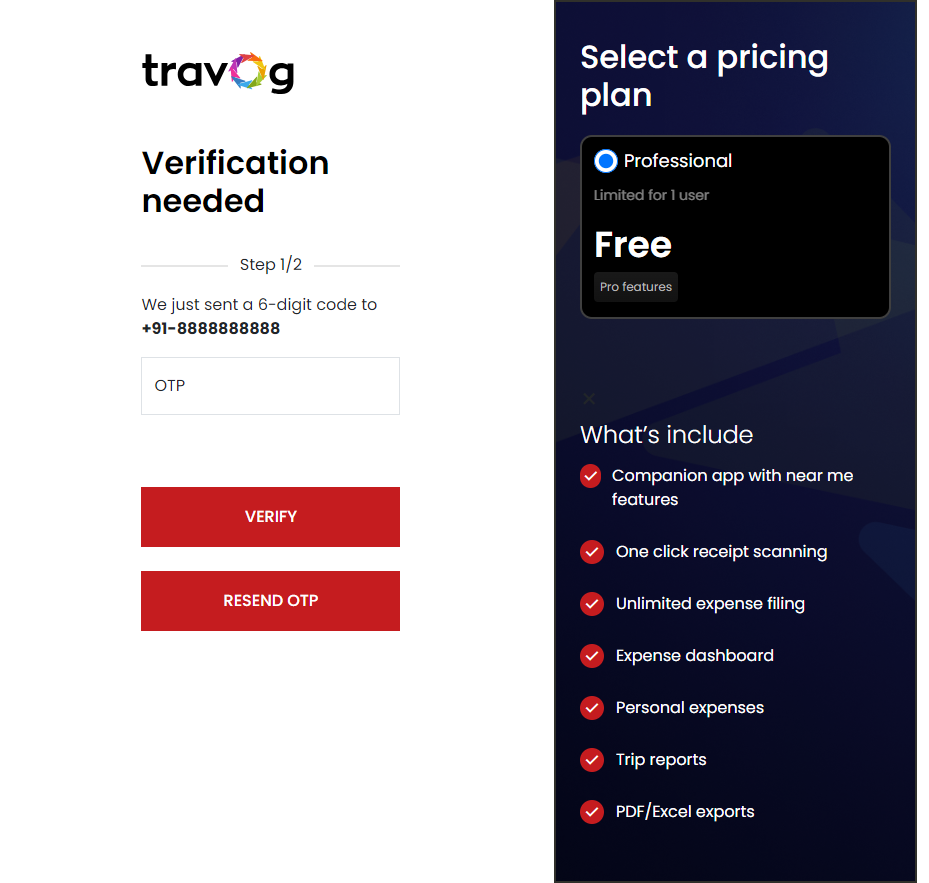 travog
Verification
needed
Step 1/2
We just sent a 6-digit code to
+91-8888888888
OTP
VERIFY
RESEND OTP
Select a pricing
plan
Professional
Limited for 1 user
Free
Pro features
What's include
Companion app with near me
features
One click receipt scanning
Unlimited expense filing
Expense dashboard
Personal expenses
Trip reports
PDF/Excel exports